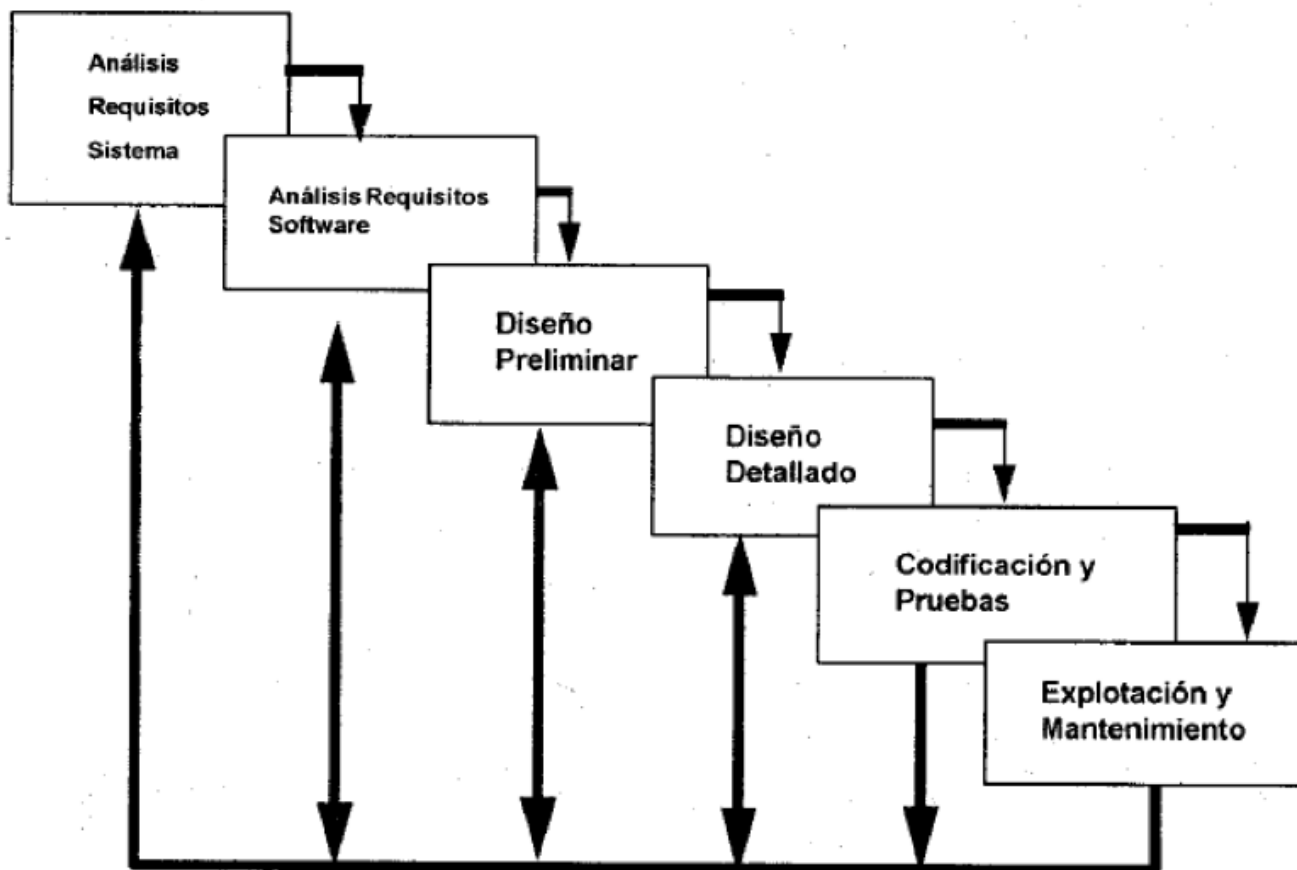 Análisis
Requisitos
Sistema
Análisis Requisitos
Software
Diseño
Preliminar
Diseño
Detallado
Codificación y
Pruebas
Explotación y
Mantenimiento